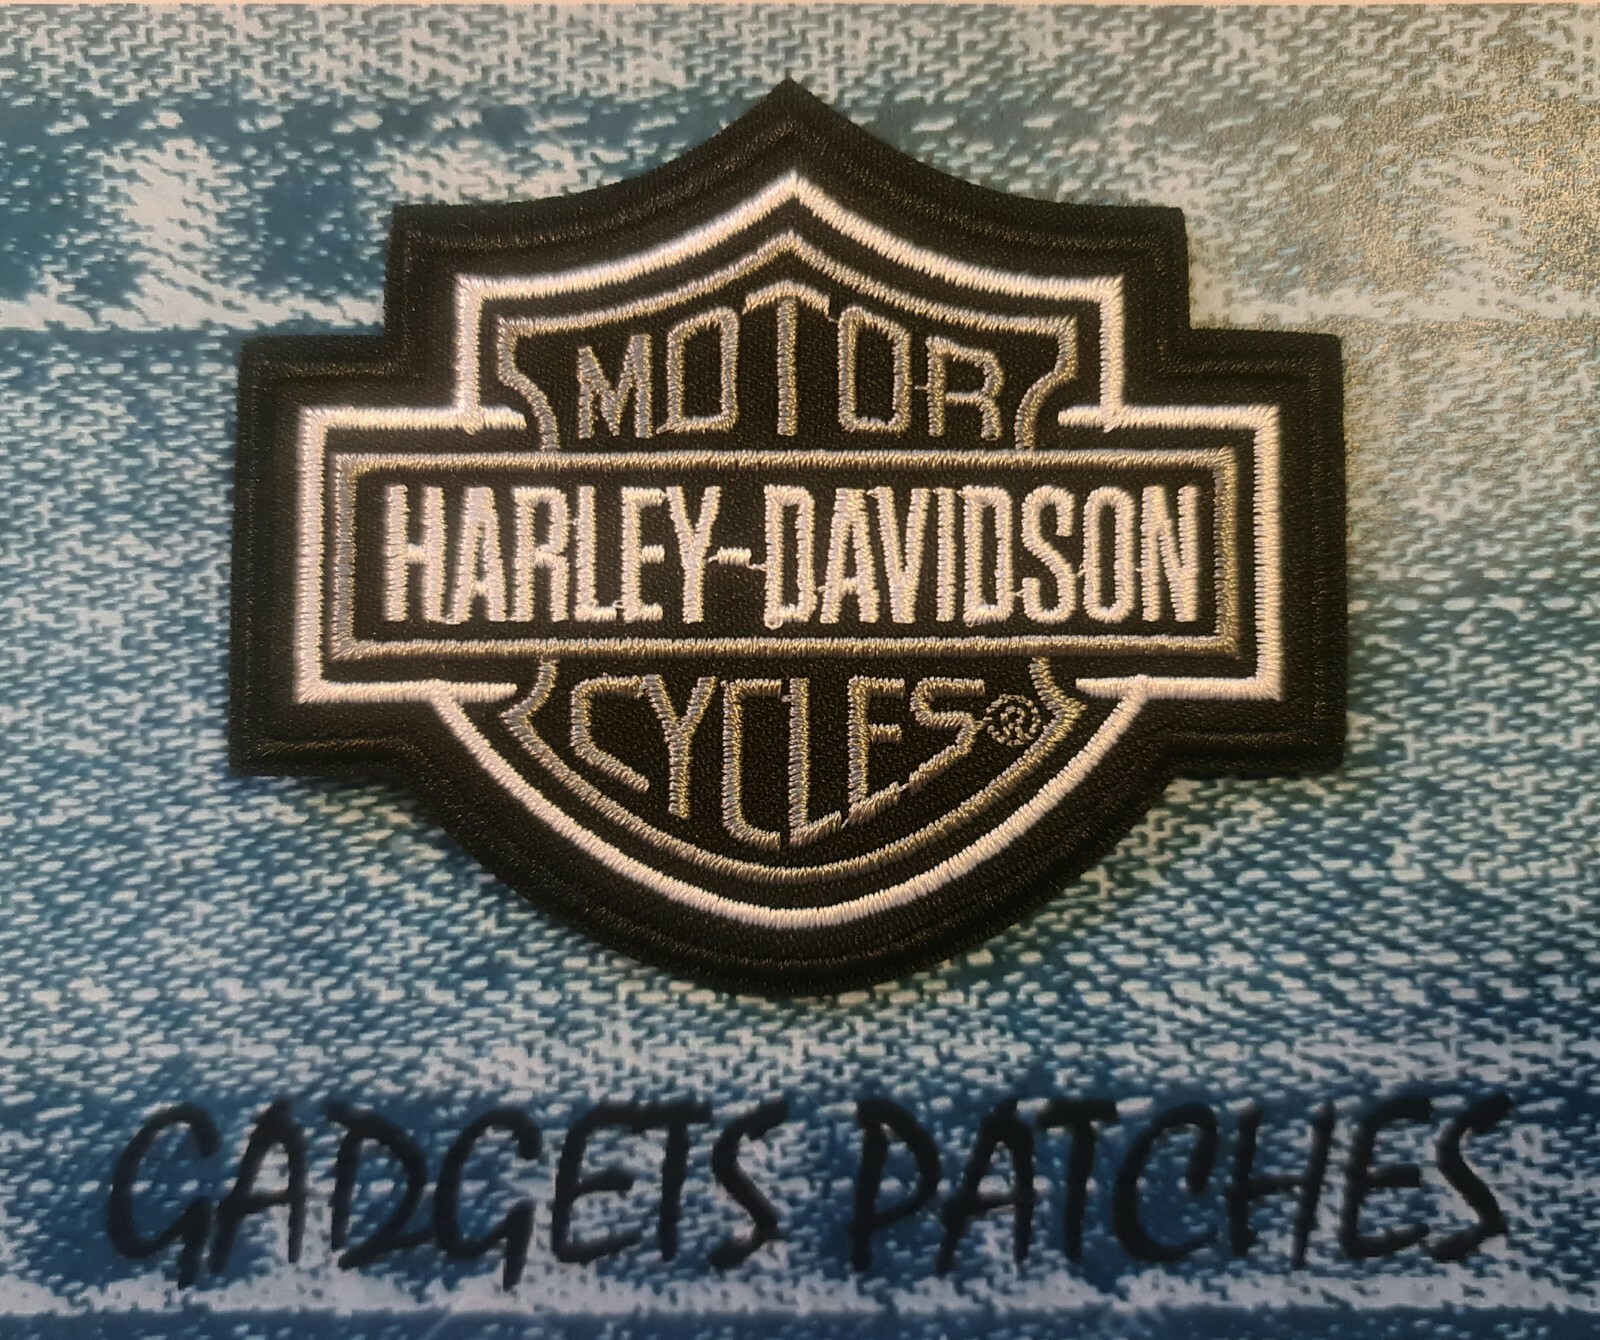 MOTOR
HARLEY-DAVIDSON
CYCLES®
GADGETS PATCHES